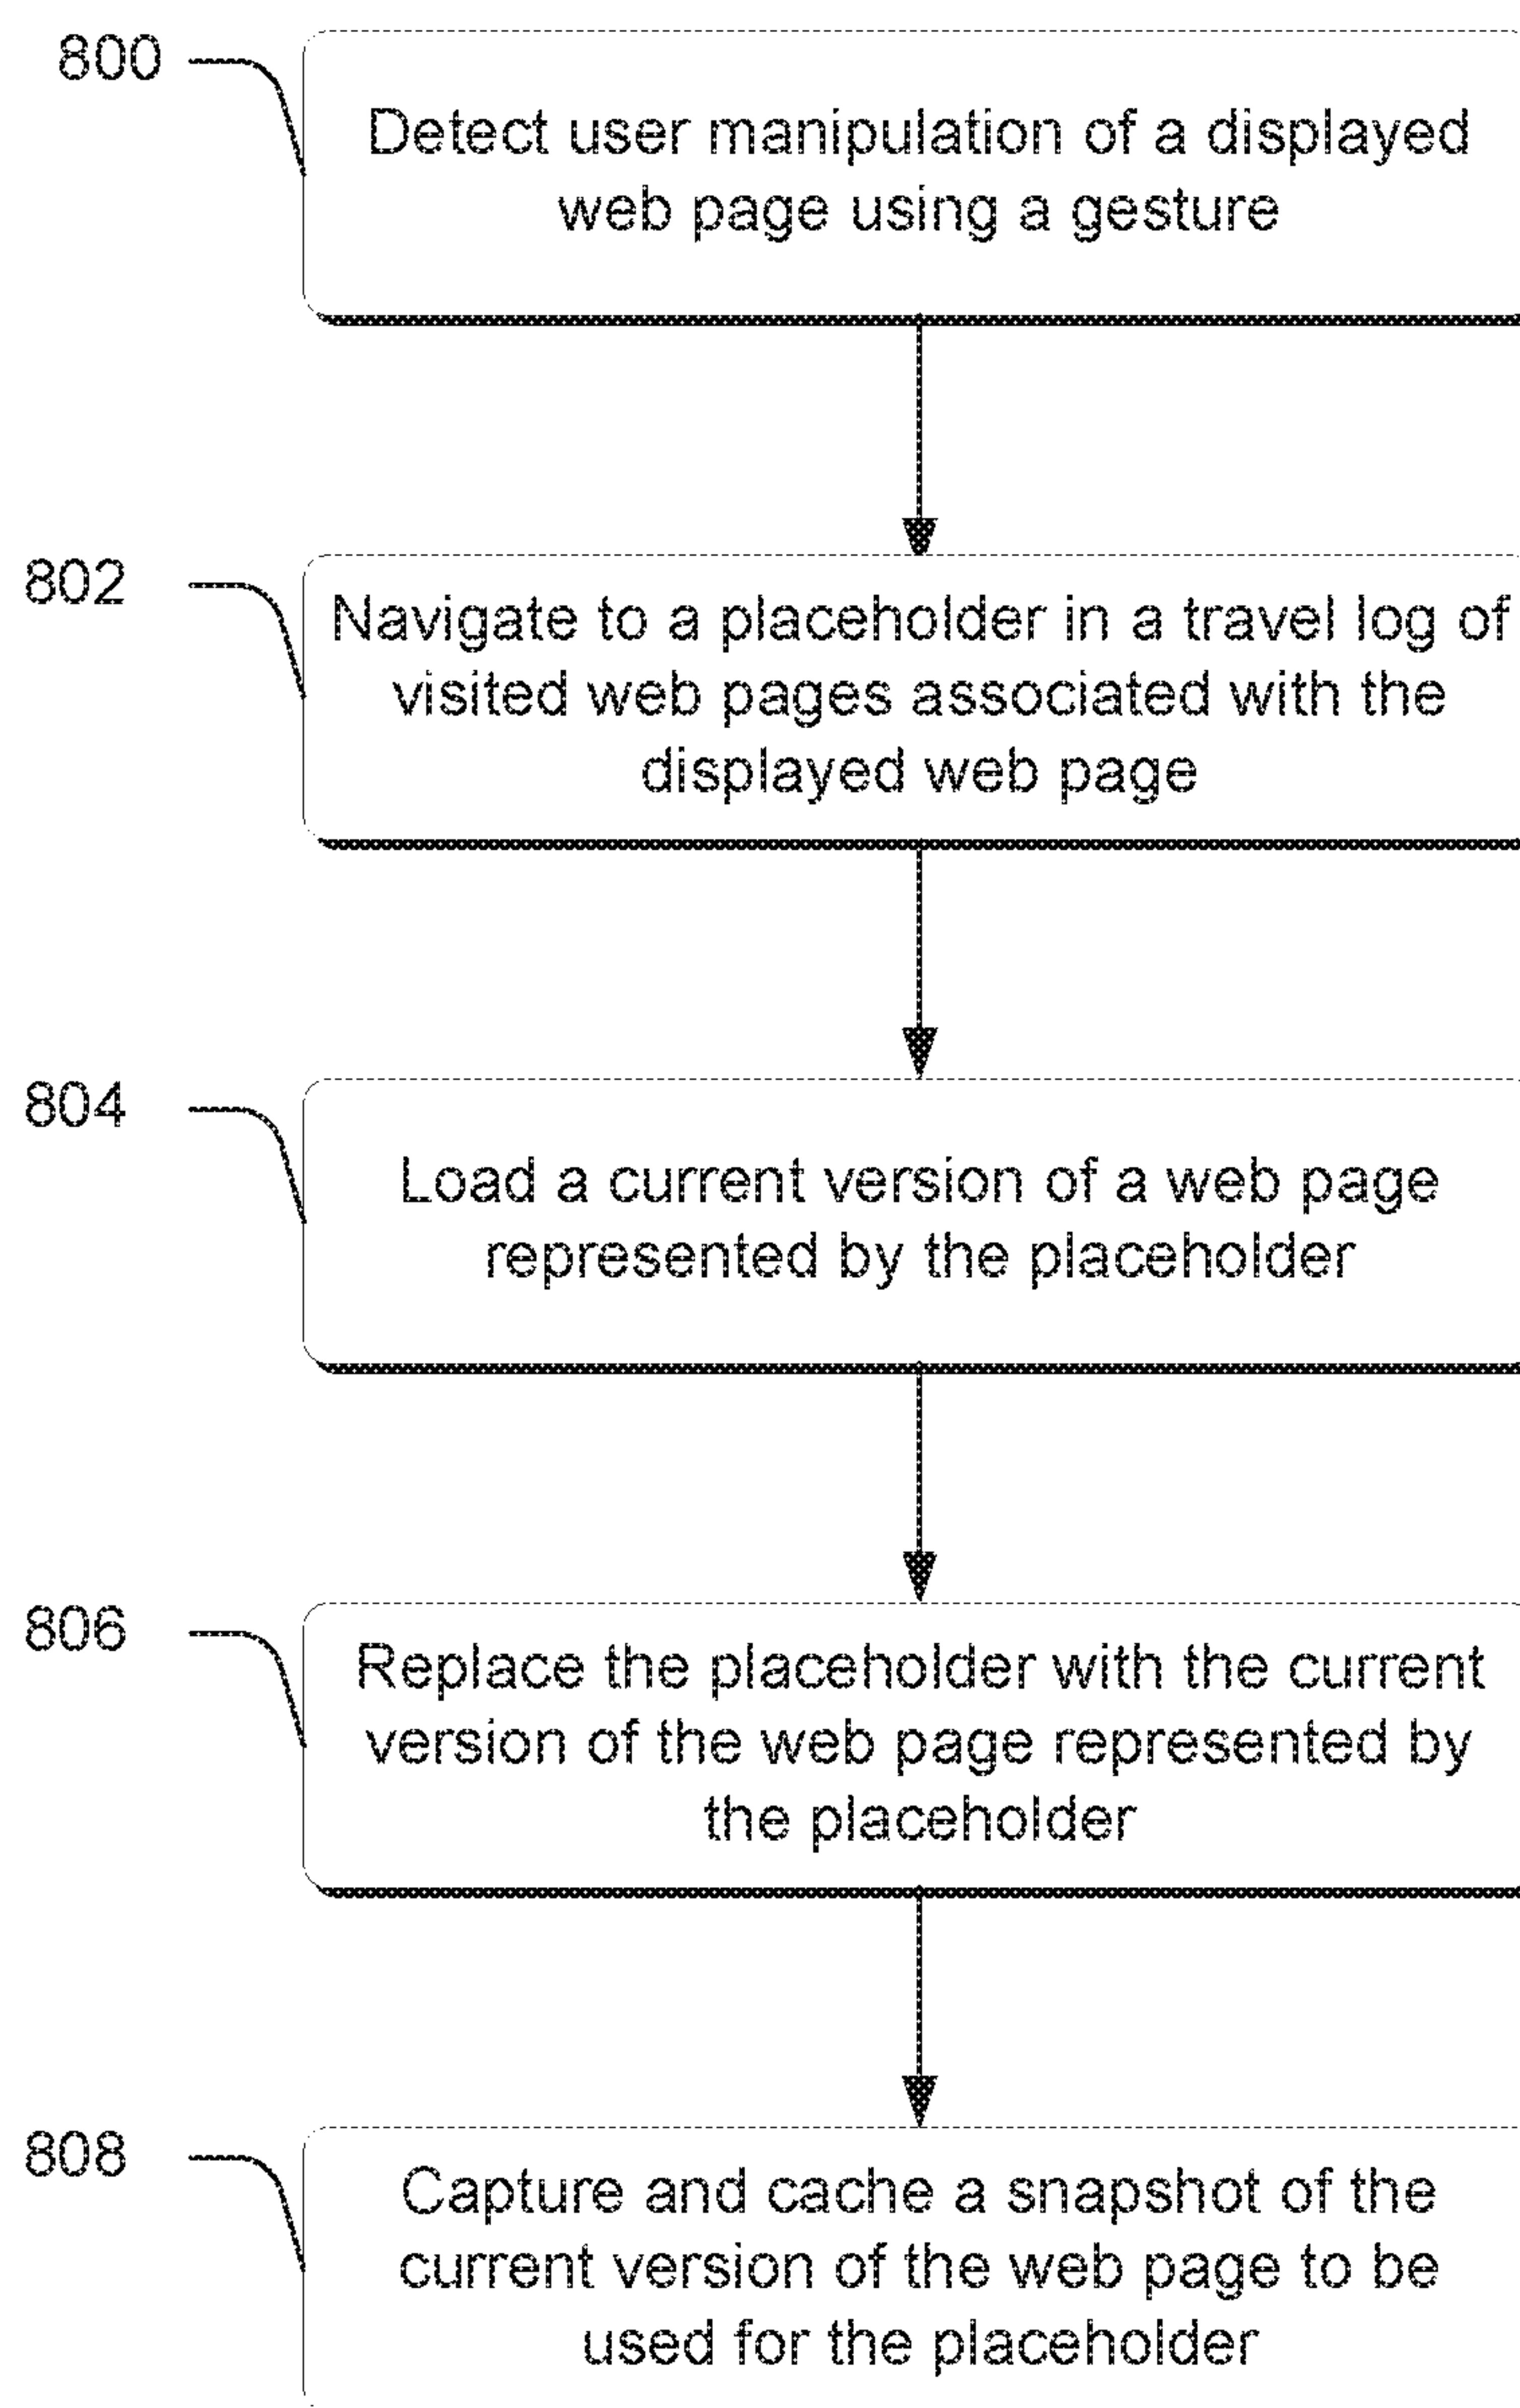 800
Detect user manipulation of a displayed
web page using a gesture
802
Navigate to a placeholder in a travel log of
visited web pages associated with the
displayed web page
804
Load a current version of a web page
represented by the placeholder
806
Replace the placeholder with the current
version of the web page represented by
the placeholder
808
Capture and cache a snapshot of the
current version of the web page to be
used for the placeholder